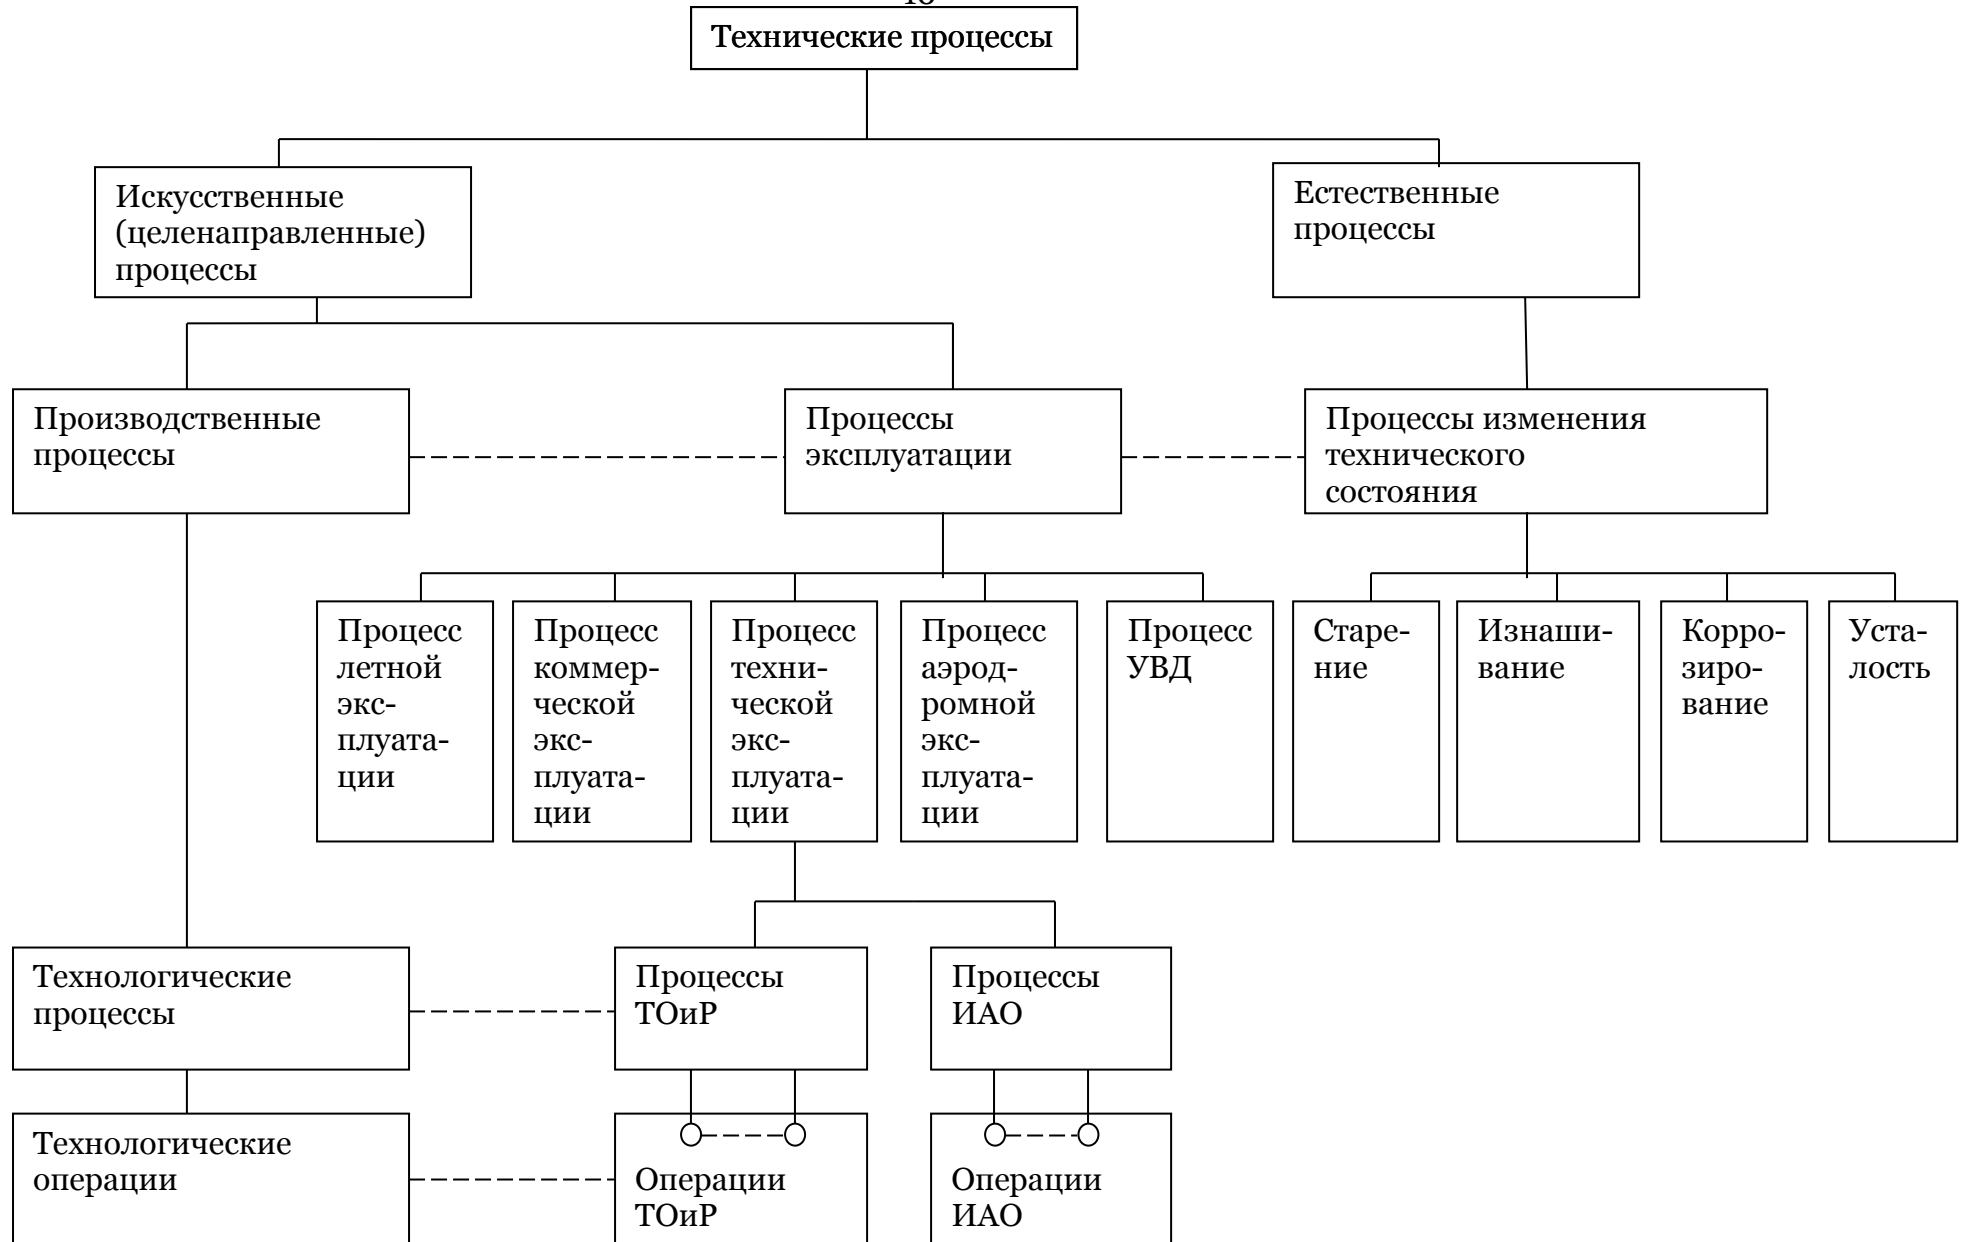 Технические процессы
Искусственные
(целенаправленные)
процессы
Естественные
процессы
Производственные
процессы
Процессы
эксплуатации
Процессы изменения
технического
состояния
Процесс
летной
экс-
плуата-
ции
Процесс
коммер-
ческой
экс-
плуата-
ции
Процесс
техни-
ческой
экс-
плуата-
ции
Процесс
аэрод-
ромной
экс-
плуата-
ции
Процесс
УВД
Старе-
ние
Изнаши-
вание
Корро-
зиро-
вание
Уста-
лость
Технологические
процессы
Процессы
ТОиР
Процессы
ИАО
Технологические
операции
Операции
ТОиР
Операции
ИАО